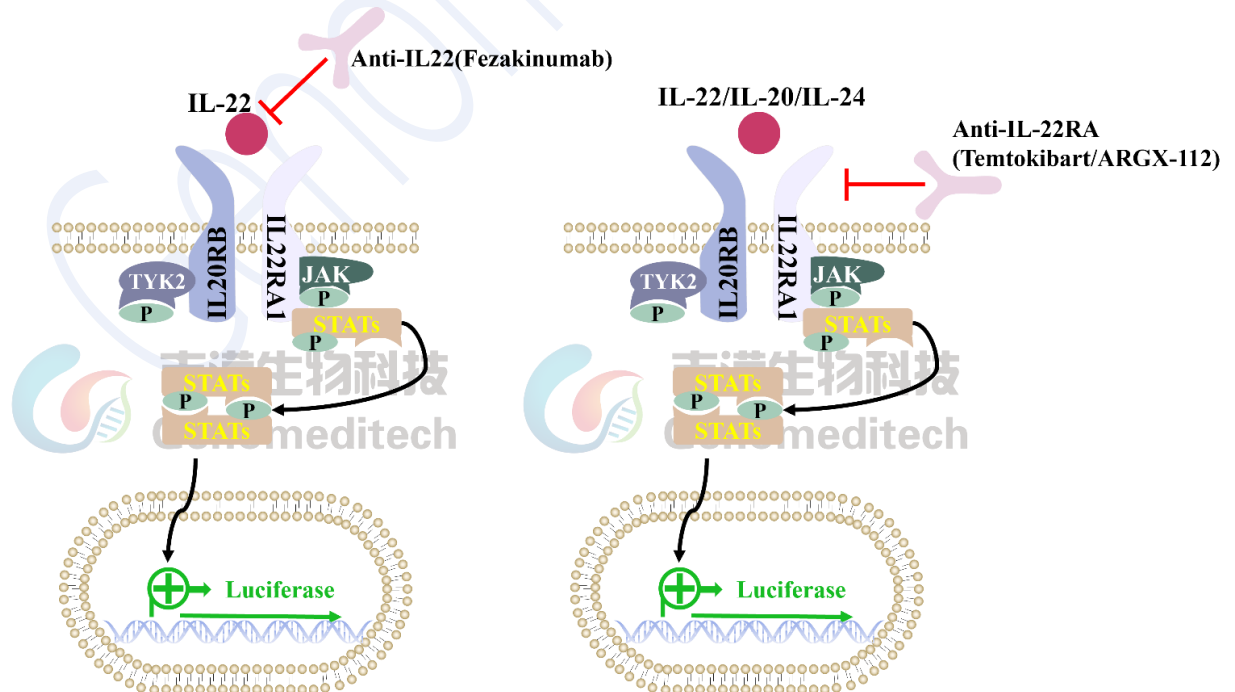 Anti-IL22(Fezakinumab)
IL-22
IL20RB
IL22RA1
TYK2
P
JAK
P
STATs
P
STATs
P
P
STATs
Luciferase
IL-22/IL-20/IL-24
Anti-IL-22RA
(Temtokibart/ARGX-112)
IL20RB
IL22RA1
TYK2
P
JAK
P
STATs
P
STATs
P
P
STATs
Luciferase
生物科技
meditech
生物科技
meditech